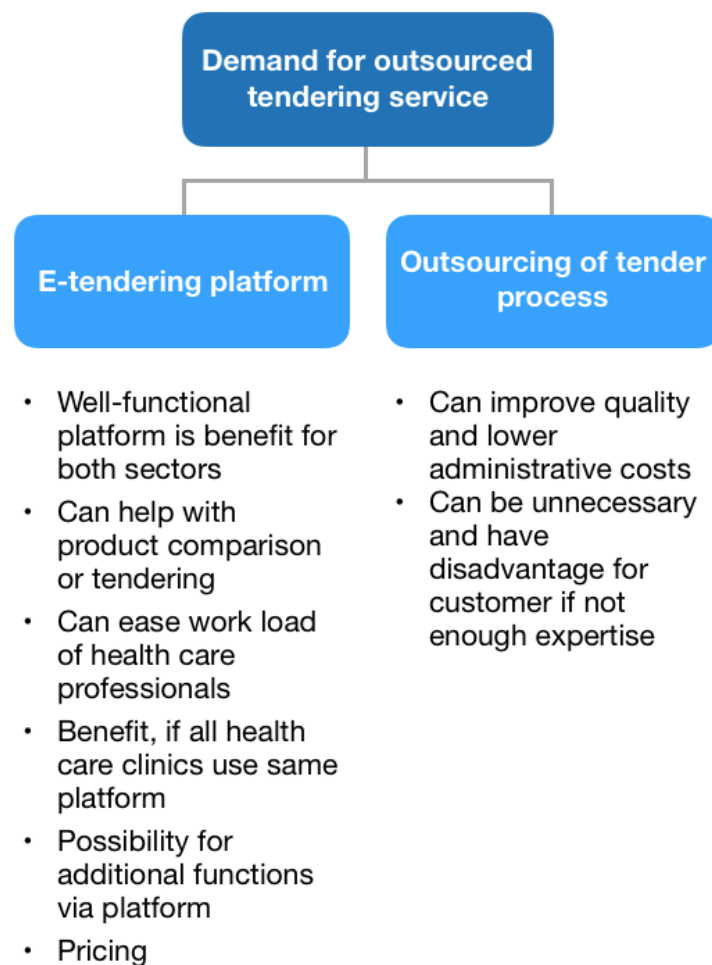 Demand for outsourced
tendering service
E-tendering platform
Outsourcing of tender
process
• Well-functional
platform is benefit for
both sectors
• Can help with
product comparison
or tendering
• Can ease work load
of health care
professionals
• Benefit, if all health
care clinics use same
platform
• Possibility for
additional functions
via platform
• Pricing
• Can improve quality
and lower
administrative costs
• Can be unnecessary
and have
disadvantage for
customer if not
enough expertise